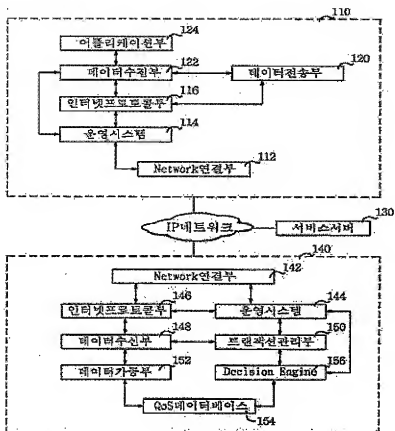 110
124
어플리케이션부
122
데이터수집부
120
데이터전송부
116
인터넷프로토콜부
114
운영시스템
112
Network연결부
130
IP네트워크
서비스서버
140
Network연결부
142
146
인터넷프로토콜부
144
운영시스템
148
데이터수신부
150
트랜잭션관리부
152
데이터가공부
156
Decision Engine
QoS데이터베이스
154